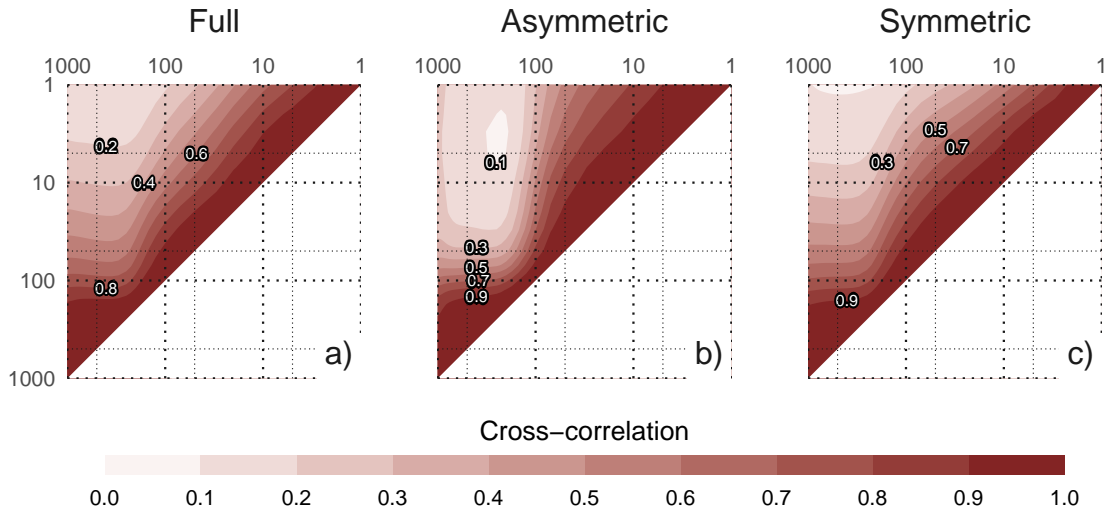 Full Asymmetric Symmetric
1000 100 10 1 1000 100 10 1 1000 100 10 1
1
0.5
0.2 0.6 0.1 0.3 0.7
0.4
10
0.3
0.5
100 0.8 0.7
0.9 0.9
a) b) c)
1000
Cross−correlation
0.0 0.1 0.2 0.3 0.4 0.5 0.6 0.7 0.8 0.9 1.0